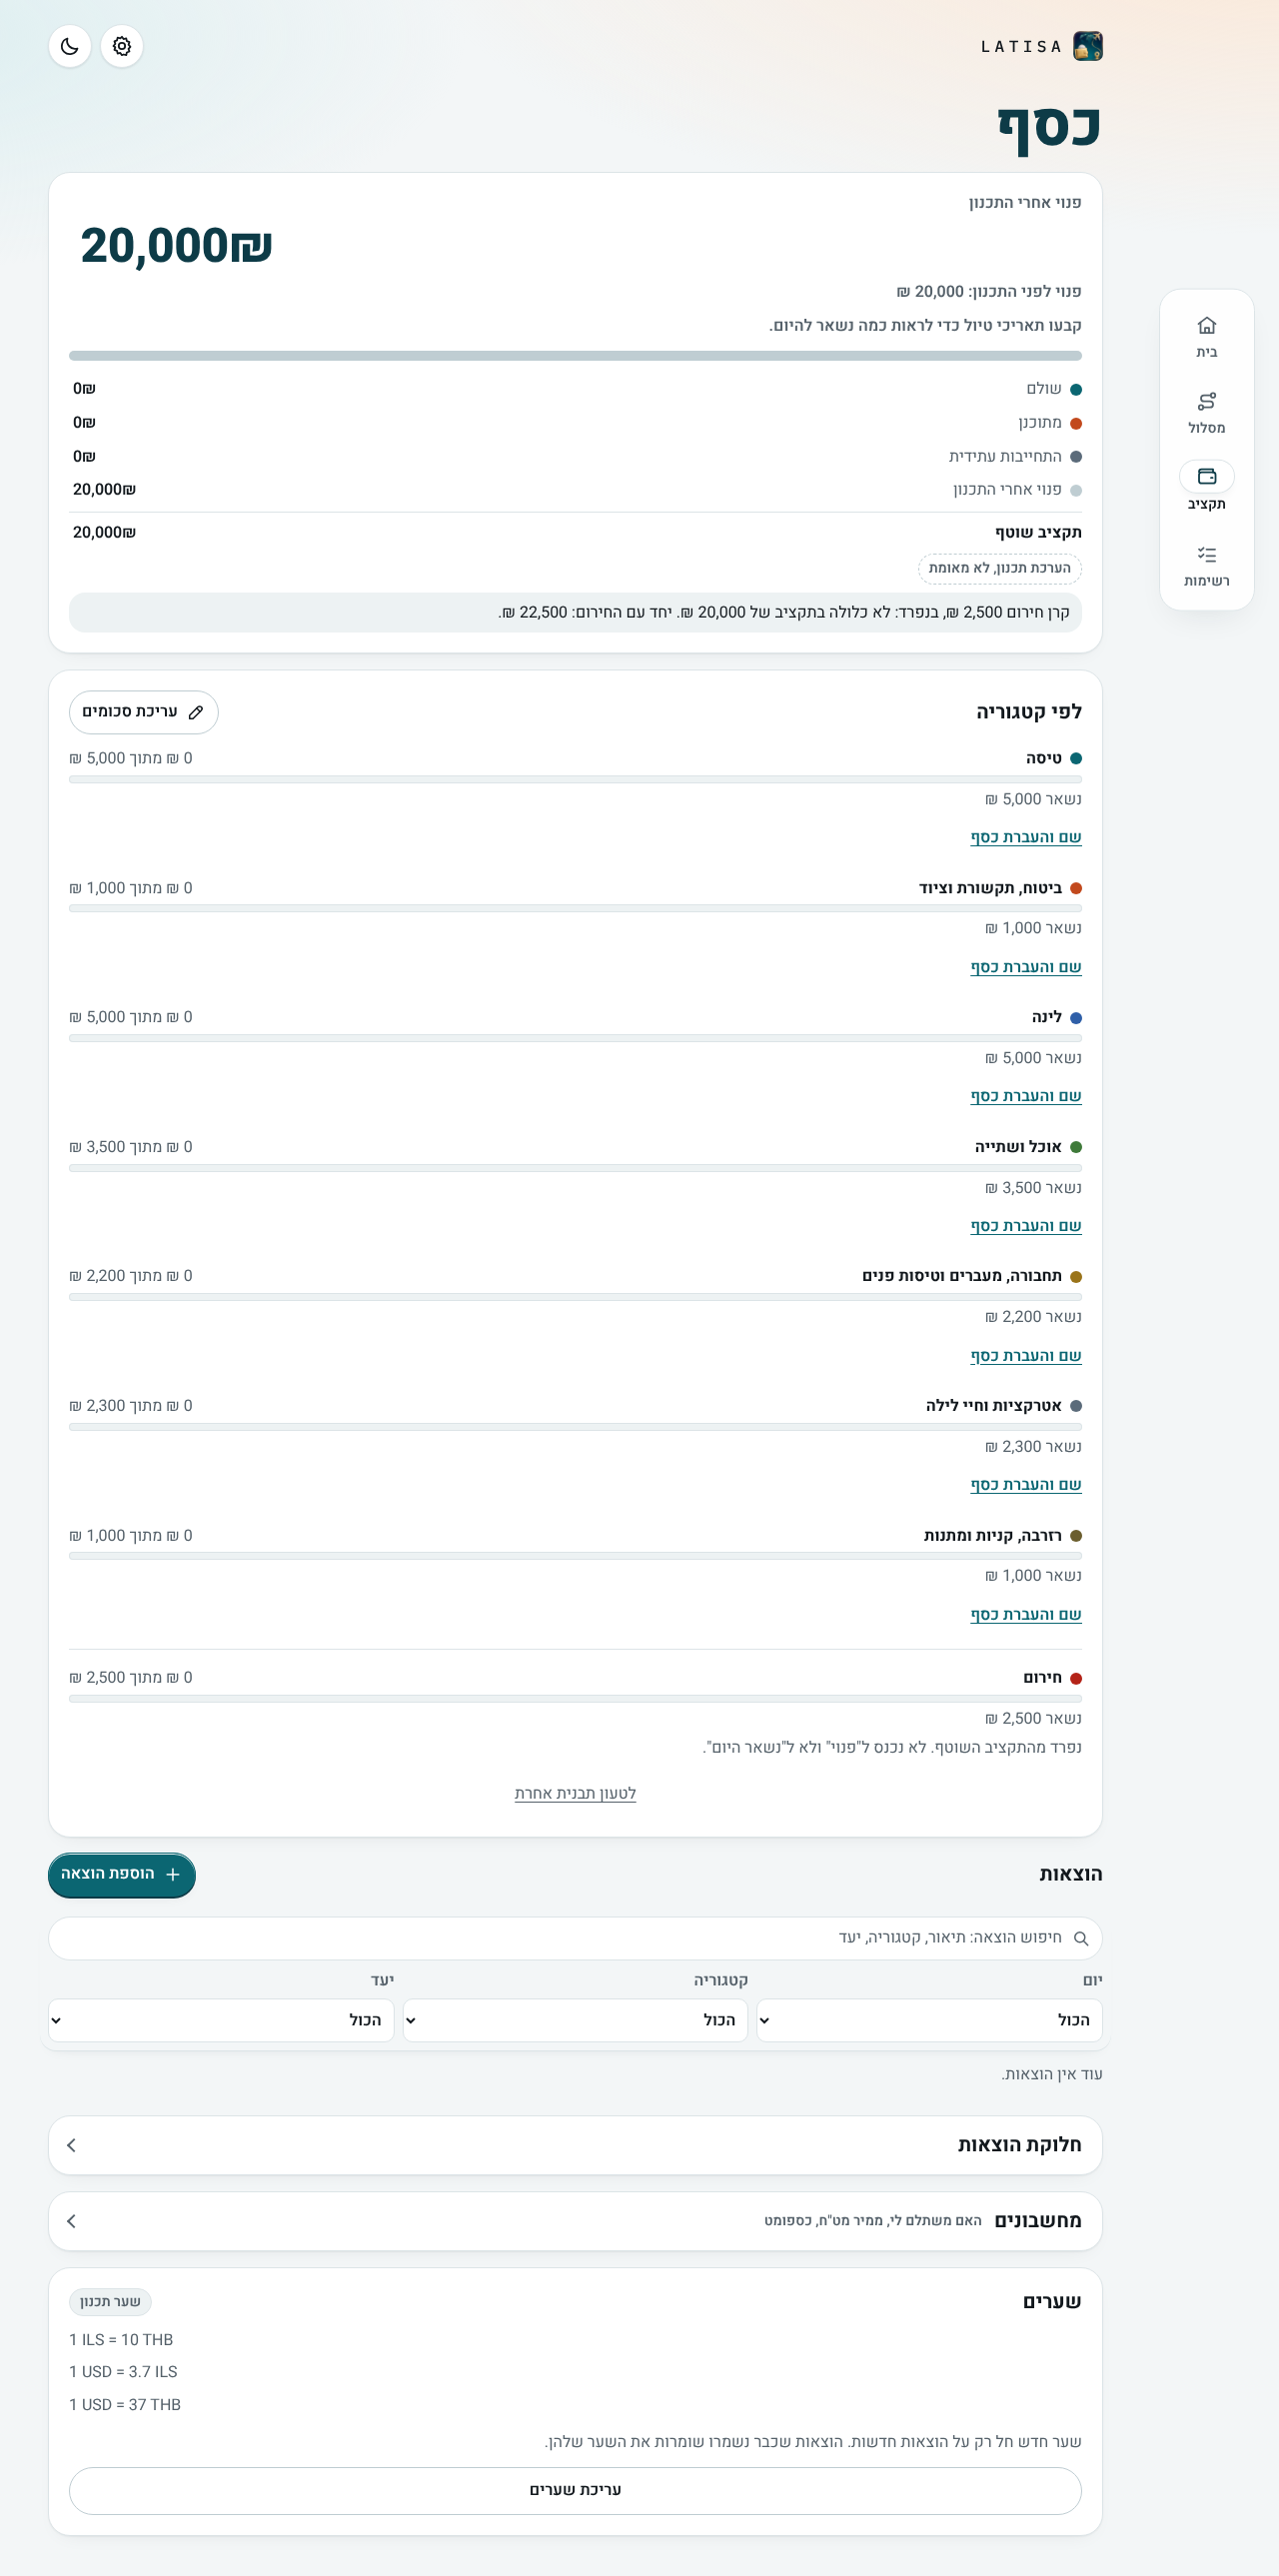 LATISA
כסף
פנוי אחרי התכנון
₪20,000
פנוי לפני התכנון: 20,000 ₪
קבעו תאריכי טיול כדי לראות כמה נשאר להיום.
שולם ₪0
מתוכנן ₪0
התחייבות עתידית ₪0
פנוי אחרי התכנון ₪20,000
תקציב שוטף ₪20,000
הערכת תכנון, לא מאומת
קרן חירום 2,500 ₪, בנפרד: לא כלולה בתקציב של 20,000 ₪. יחד עם החירום: 22,500 ₪.
בית
מסלול
תקציב
רשימות
לפי קטגוריה
עריכת סכומים
טיסה 0 ₪ מתוך 5,000 ₪
נשאר 5,000 ₪
שם והעברת כסף
ביטוח, תקשורת וציוד 0 ₪ מתוך 1,000 ₪
נשאר 1,000 ₪
שם והעברת כסף
לינה 0 ₪ מתוך 5,000 ₪
נשאר 5,000 ₪
שם והעברת כסף
אוכל ושתייה 0 ₪ מתוך 3,500 ₪
נשאר 3,500 ₪
שם והעברת כסף
תחבורה, מעברים וטיסות פנים 0 ₪ מתוך 2,200 ₪
נשאר 2,200 ₪
שם והעברת כסף
אטרקציות וחיי לילה 0 ₪ מתוך 2,300 ₪
נשאר 2,300 ₪
שם והעברת כסף
רזרבה, קניות ומתנות 0 ₪ מתוך 1,000 ₪
נשאר 1,000 ₪
שם והעברת כסף
חירום 0 ₪ מתוך 2,500 ₪
נשאר 2,500 ₪
נפרד מהתקציב השוטף. לא נכנס ל"פנוי" ולא ל"נשאר היום".
לטעון תבנית אחרת
הוצאות
הוספת הוצאה
חיפוש הוצאה: תיאור, קטגוריה, יעד
יום קטגוריה יעד
הכול הכול הכול
עוד אין הוצאות.
חלוקת הוצאות
מחשבונים האם משתלם לי, ממיר מט"ח, כספומט
שערים
שער תכנון
1 ILS = 10 THB
1 USD = 3.7 ILS
1 USD = 37 THB
שער חדש חל רק על הוצאות חדשות. הוצאות שכבר נשמרו שומרות את השער שלהן.
עריכת שערים